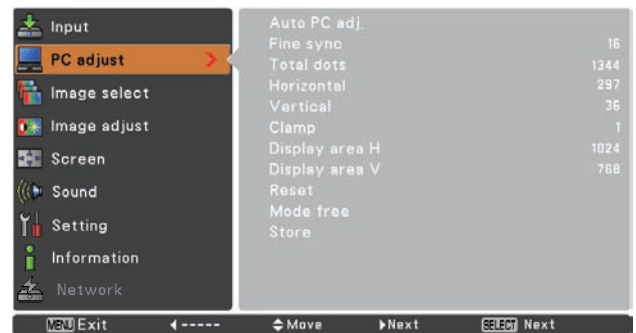 Input
PC adjust
Image select
Image adjust
Screen
Sound
Setting
Information
Network
Auto PC adj.
Fine sync 16
Total dots 1344
Horizontal 297
Vertical 36
Clamp 1
Display area H 1024
Display area V 768
Reset
Mode free
Store
MENU Exit ----- Move Next SELECT Next